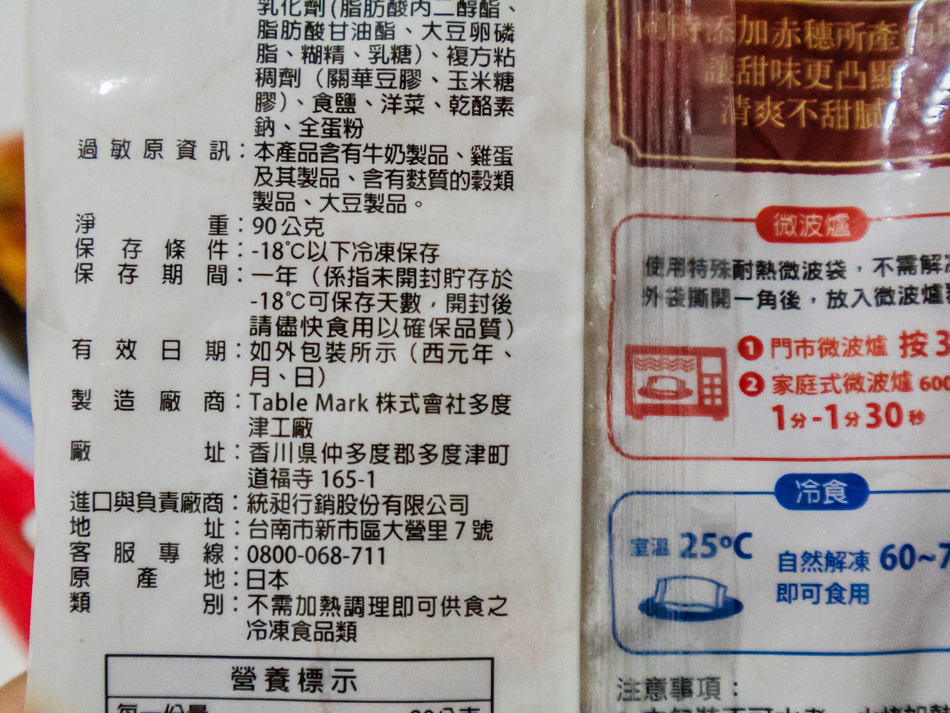 乳化劑(脂肪酸丙二醇酯、
脂肪酸甘油酯、大豆卵磷
脂、糊精、乳糖)、複方粘
稠劑（關華豆膠、玉米糖
膠)、食鹽、洋菜、乾酪素
鈉、全蛋粉
過敏原資訊：本產品含有牛奶製品、雞蛋
及其製品、含有麩質的穀類
製品、大豆製品。
淨重：90公克
保存條件：-18℃以下冷凍保存
保存期間：一年（係指未開封貯存於
-18℃可保存天數，開封後
請儘快食用以確保品質）
有效日期：如外包裝所示（西元年、
月、日）
製造廠商：Table Mark 株式會社多度
津工廠
廠址：香川県仲多度郡多度津町
道福寺 165-1
進口與負責廠商：統昶行銷股份有限公司
地址：台南市新市區大營里7號
客服專線：0800-068-711
原產地：日本
類別：不需加熱調理即可供食之
冷凍食品類
營養標示
每一份量
添加赤穗所產
讓甜味更凸顯
清爽不甜膩
微波爐
使用特殊耐熱微波袋，不需解
外袋撕開一角後，放入微波爐
1 門市微波爐 按3
2 家庭式微波爐 600
1分-1分30秒
冷食
室溫 25ºC
自然解凍 60~7
即可食用
注意事項：